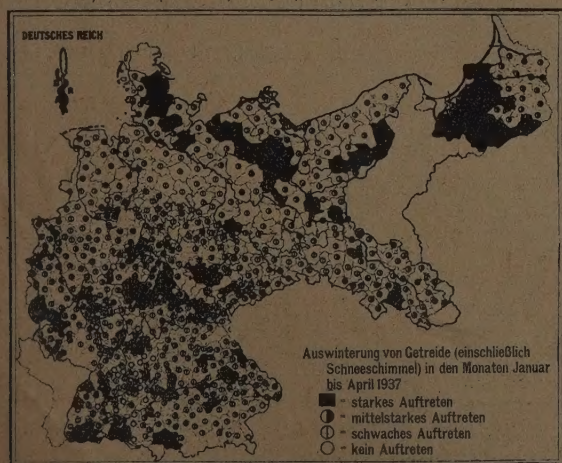 DEUTSCHES REICH
Auswinterung von Getreide (einschließlich
Schneeschimmel) in den Monaten Januar
bis April 1937
- starkes Auftreten
- mittelstarkes Auftreten
- schwaches Auftreten
- kein Auftreten